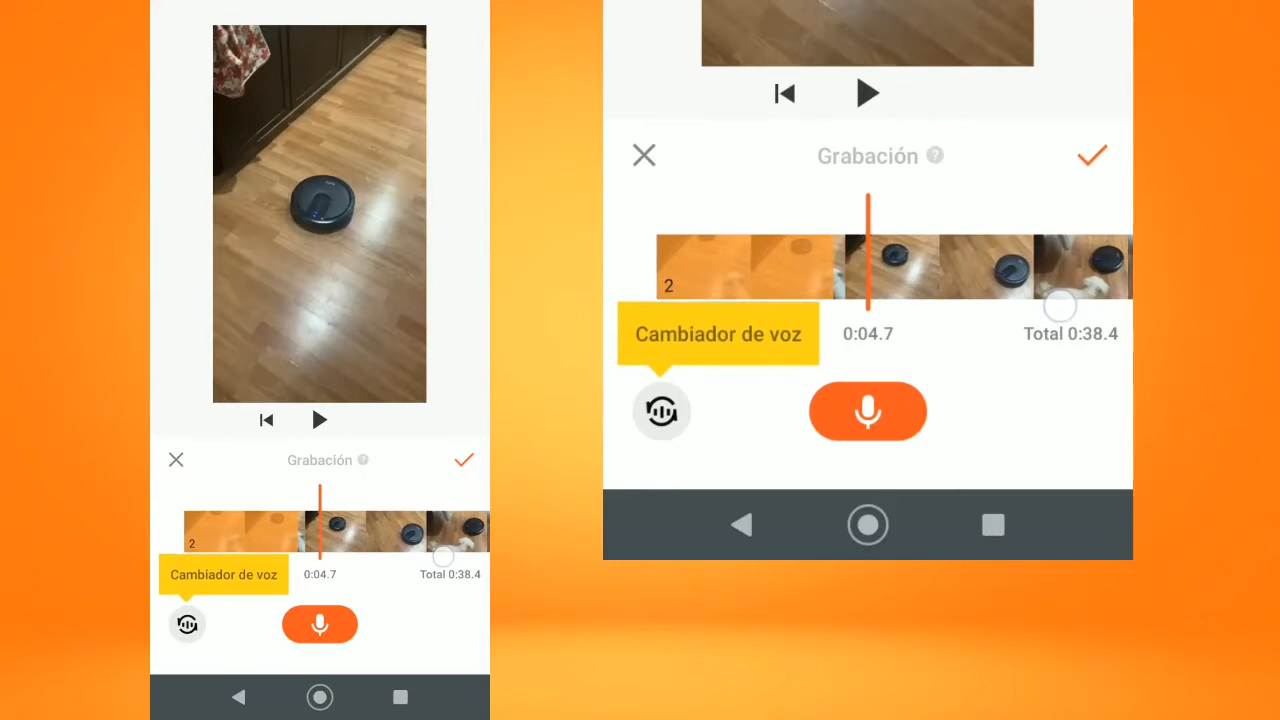 Grabación ?
2
Cambiador de voz
0:04.7
Total 0:38.4
Grabación ?
2
Cambiador de voz
0:04.7
Total 0:38.4